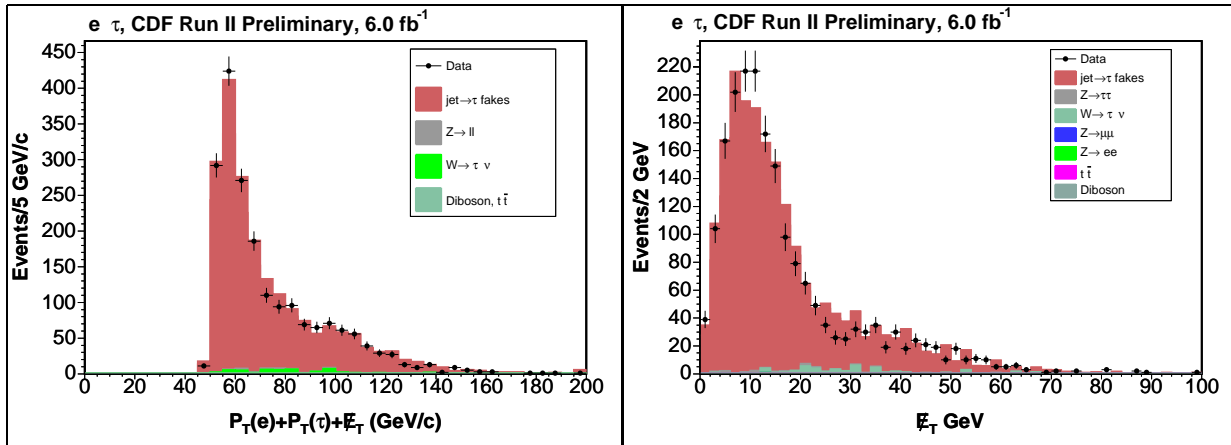 e τ, CDF Run II Preliminary, 6.0 fb⁻¹
Events/5 GeV/c
450
400
350
300
250
200
150
100
50
0
Data
jet→τ fakes
Z→ ll
W→ τ ν
Diboson, t t̄
0 20 40 60 80 100 120 140 160 180 200
P_T(e)+P_T(τ)+E̸_T (GeV/c)
e τ, CDF Run II Preliminary, 6.0 fb⁻¹
Events/2 GeV
220
200
180
160
140
120
100
80
60
40
20
0
Data
jet→τ fakes
Z→ττ
W→τ ν
Z→μμ
Z→ ee
t t̄
Diboson
0 10 20 30 40 50 60 70 80 90 100
E̸_T GeV